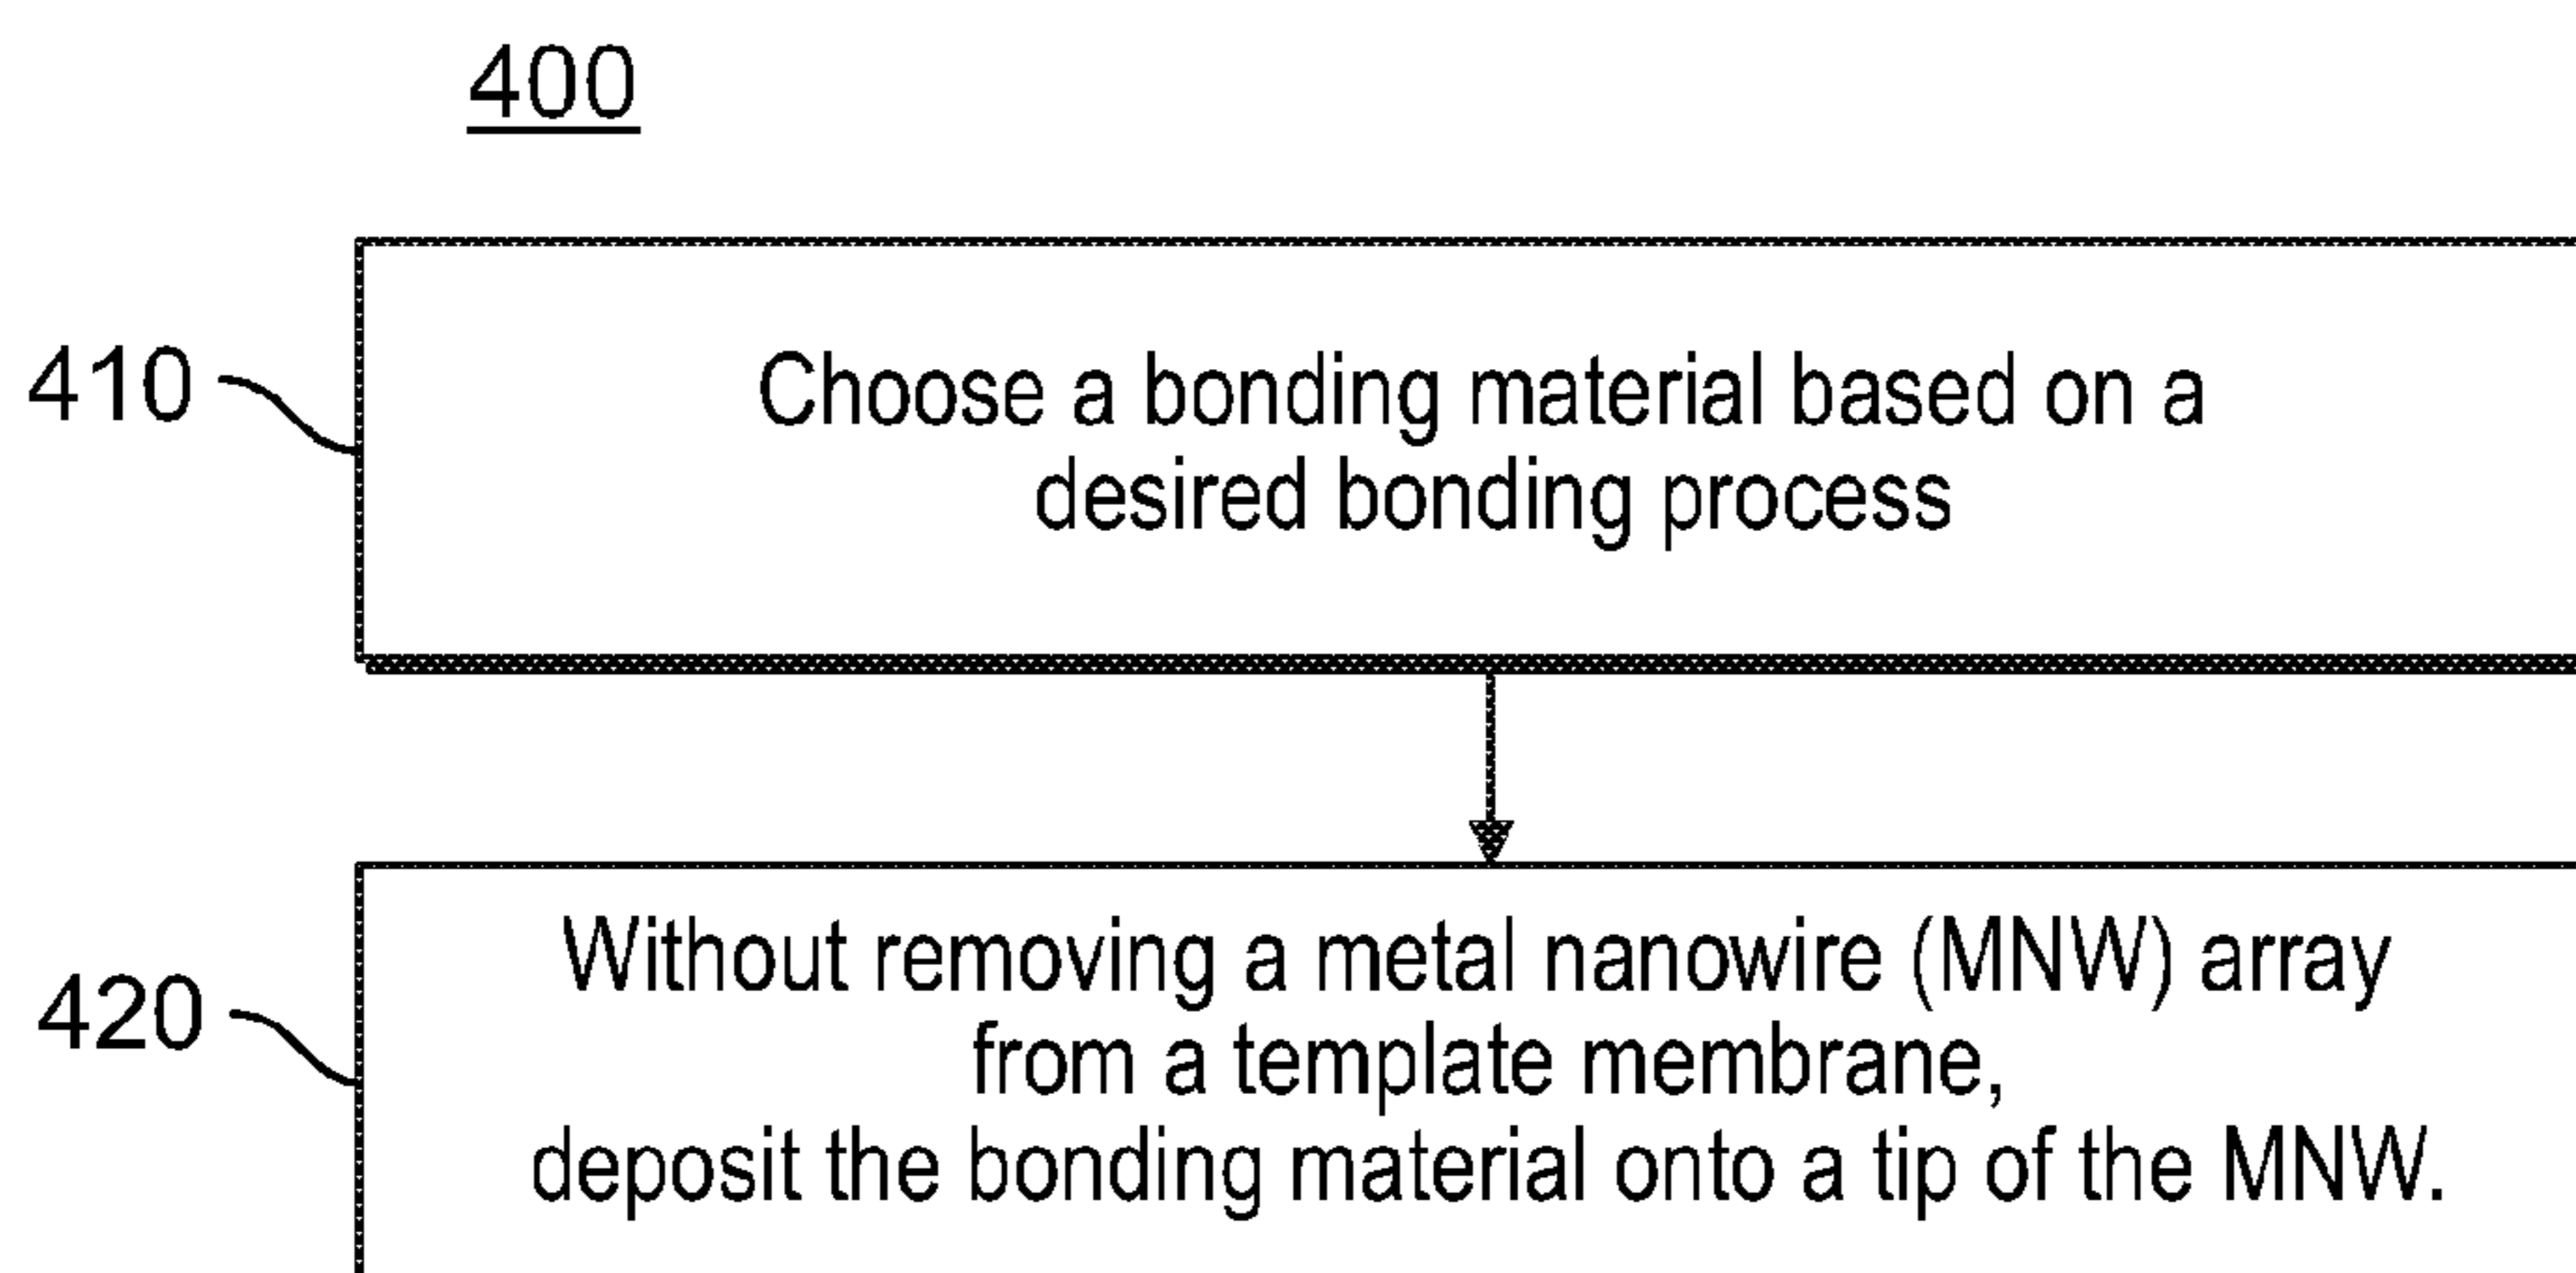 400
410
Choose a bonding material based on a
desired bonding process
420
Without removing a metal nanowire (MNW) array
from a template membrane,
deposit the bonding material onto a tip of the MNW.